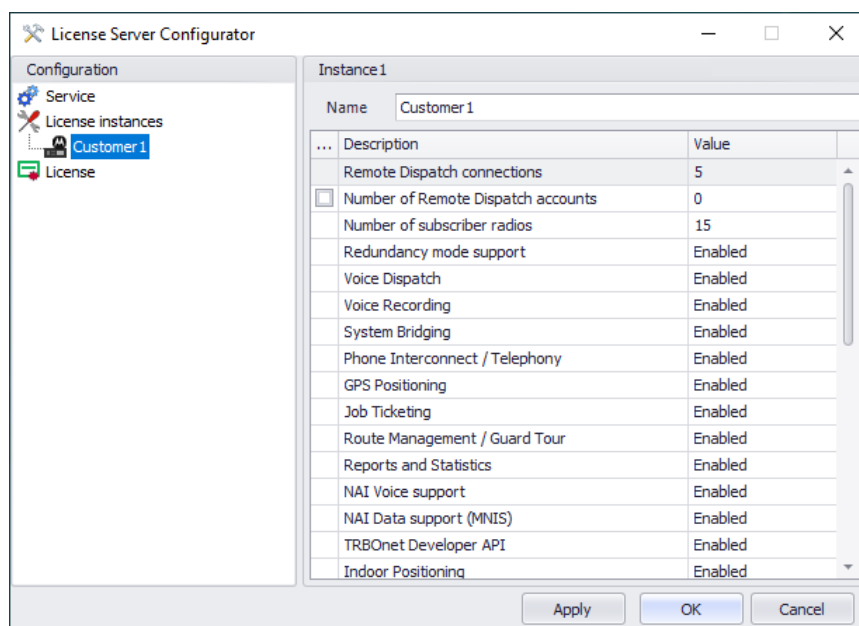 License Server Configurator
Configuration
Service
License instances
Customer1
License
Instance1
Name Customer1
... Description Value
Remote Dispatch connections 5
Number of Remote Dispatch accounts 0
Number of subscriber radios 15
Redundancy mode support Enabled
Voice Dispatch Enabled
Voice Recording Enabled
System Bridging Enabled
Phone Interconnect / Telephony Enabled
GPS Positioning Enabled
Job Ticketing Enabled
Route Management / Guard Tour Enabled
Reports and Statistics Enabled
NAI Voice support Enabled
NAI Data support (MNIS) Enabled
TRBOnet Developer API Enabled
Indoor Positioning Enabled
Apply OK Cancel